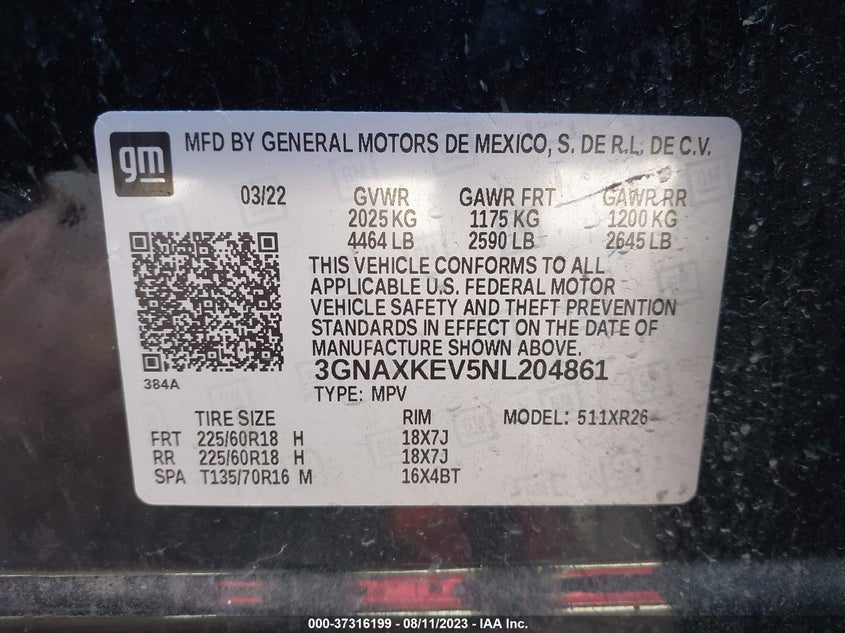 gm
MFD BY GENERAL MOTORS DE MEXICO, S. DE R.L. DE C.V.
03/22 GVWR GAWR FRT GAWR RR
2025 KG 1175 KG 1200 KG
4464 LB 2590 LB 2645 LB
THIS VEHICLE CONFORMS TO ALL
APPLICABLE U.S. FEDERAL MOTOR
VEHICLE SAFETY AND THEFT PREVENTION
STANDARDS IN EFFECT ON THE DATE OF
MANUFACTURE SHOWN ABOVE.
384A
3GNAXKEV5NL204861
TYPE: MPV
TIRE SIZE RIM MODEL: 511XR26
FRT 225/60R18 H 18X7J
RR 225/60R18 H 18X7J
SPA T135/70R16 M 16X4BT
000-37316199 - 08/11/2023 - IAA Inc.